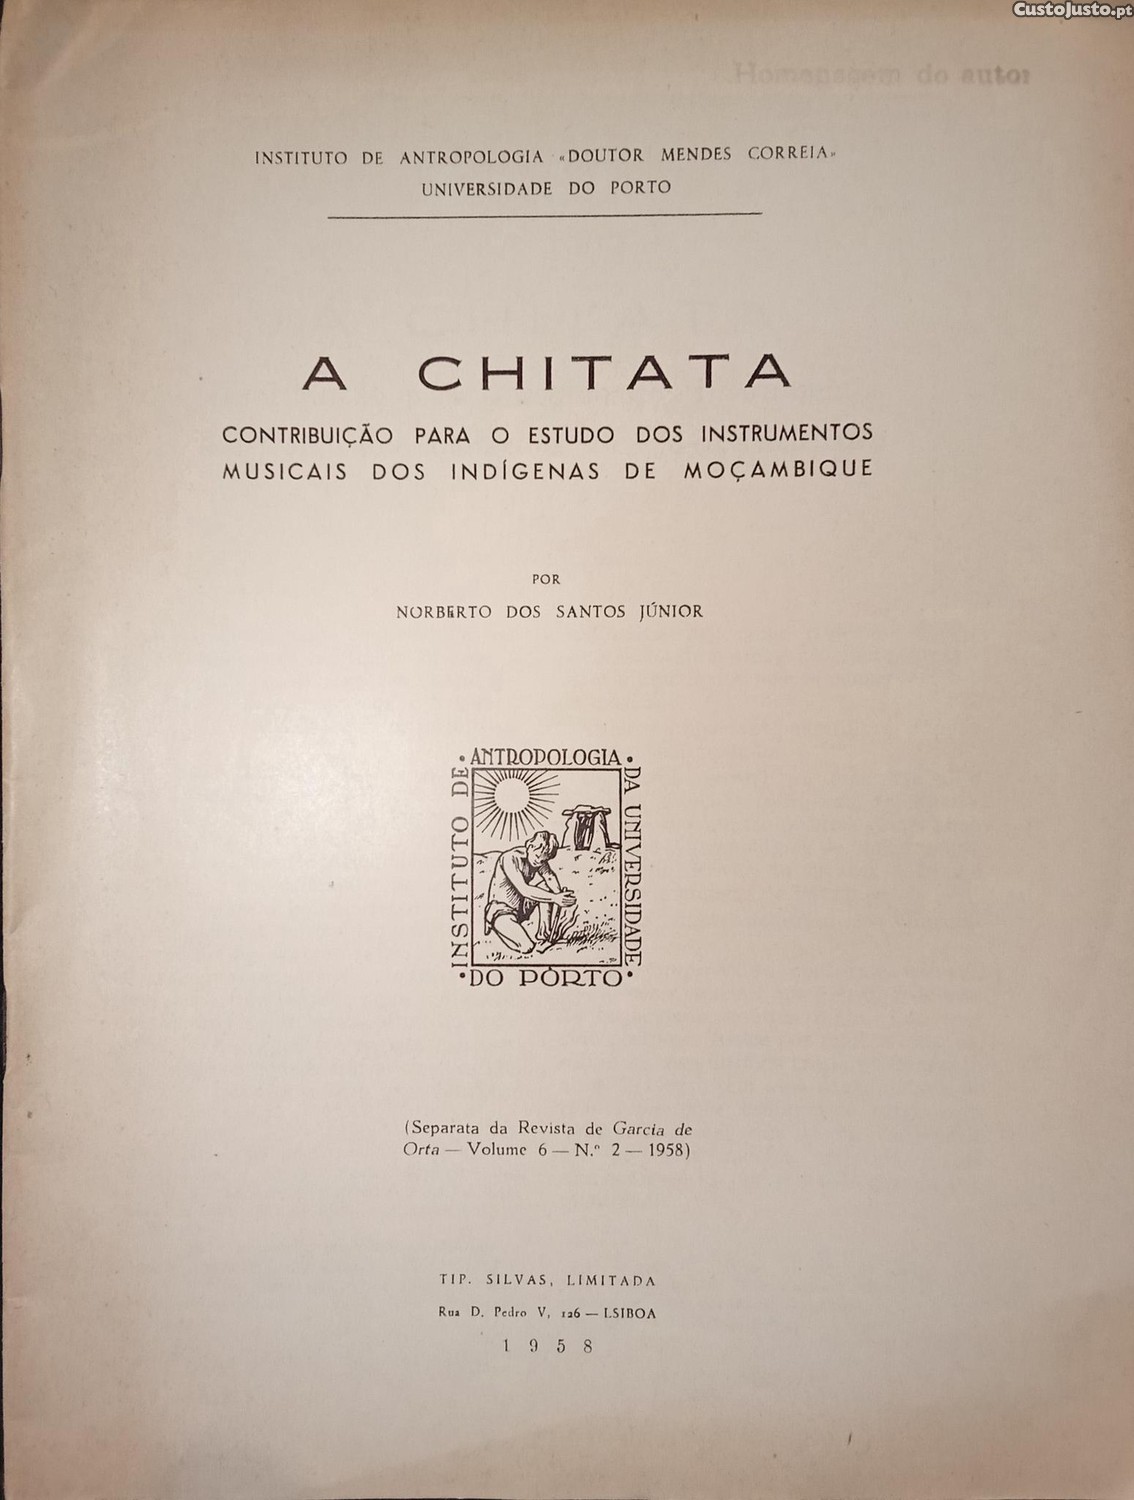 CustoJusto.pt
Homenagem do autor
INSTITUTO DE ANTROPOLOGIA «DOUTOR MENDES CORREIA»
UNIVERSIDADE DO PORTO
A CHITATA
CONTRIBUIÇÃO PARA O ESTUDO DOS INSTRUMENTOS
MUSICAIS DOS INDÍGENAS DE MOÇAMBIQUE
POR
NORBERTO DOS SANTOS JÚNIOR
INSTITUTO DE
• ANTROPOLOGIA •
DA UNIVERSIDADE
• DO PÔRTO •
(Separata da Revista de Garcia de
Orta — Volume 6 — N.º 2 — 1958)
TIP. SILVAS, LIMITADA
Rua D. Pedro V, 126 — LSIBOA
1958